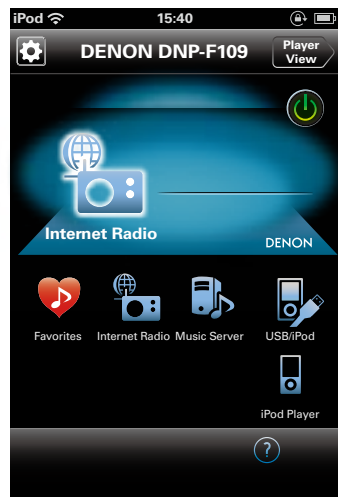 iPod 15:40
DENON DNP-F109 Player View
Internet Radio
DENON
Favorites Internet Radio Music Server USB/iPod
iPod Player
?